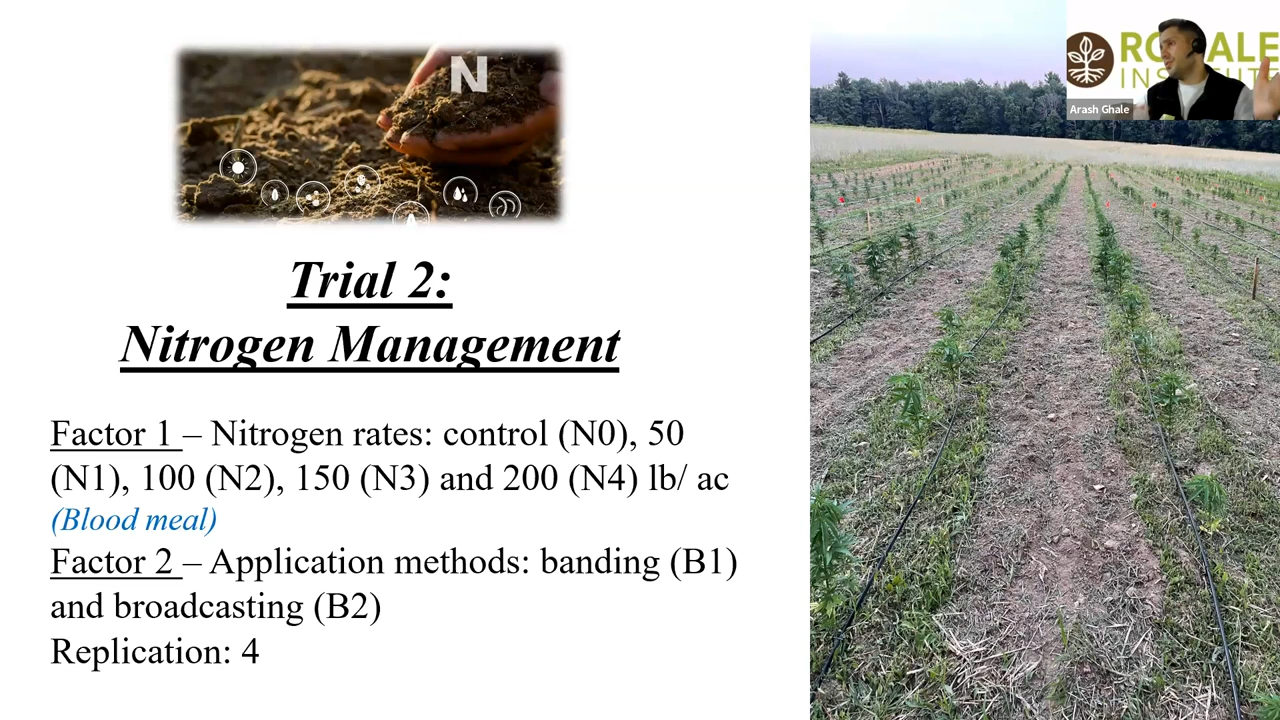 N
Trial 2:
Nitrogen Management
Factor 1 – Nitrogen rates: control (N0), 50
(N1), 100 (N2), 150 (N3) and 200 (N4) lb/ ac
(Blood meal)
Factor 2 – Application methods: banding (B1)
and broadcasting (B2)
Replication: 4
Arash Ghale